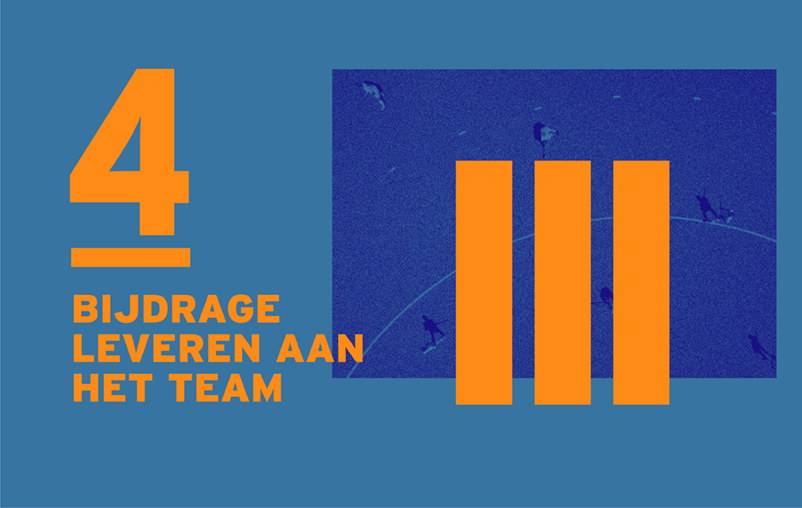 4
BIJDRAGE
LEVEREN AAN
HET TEAM